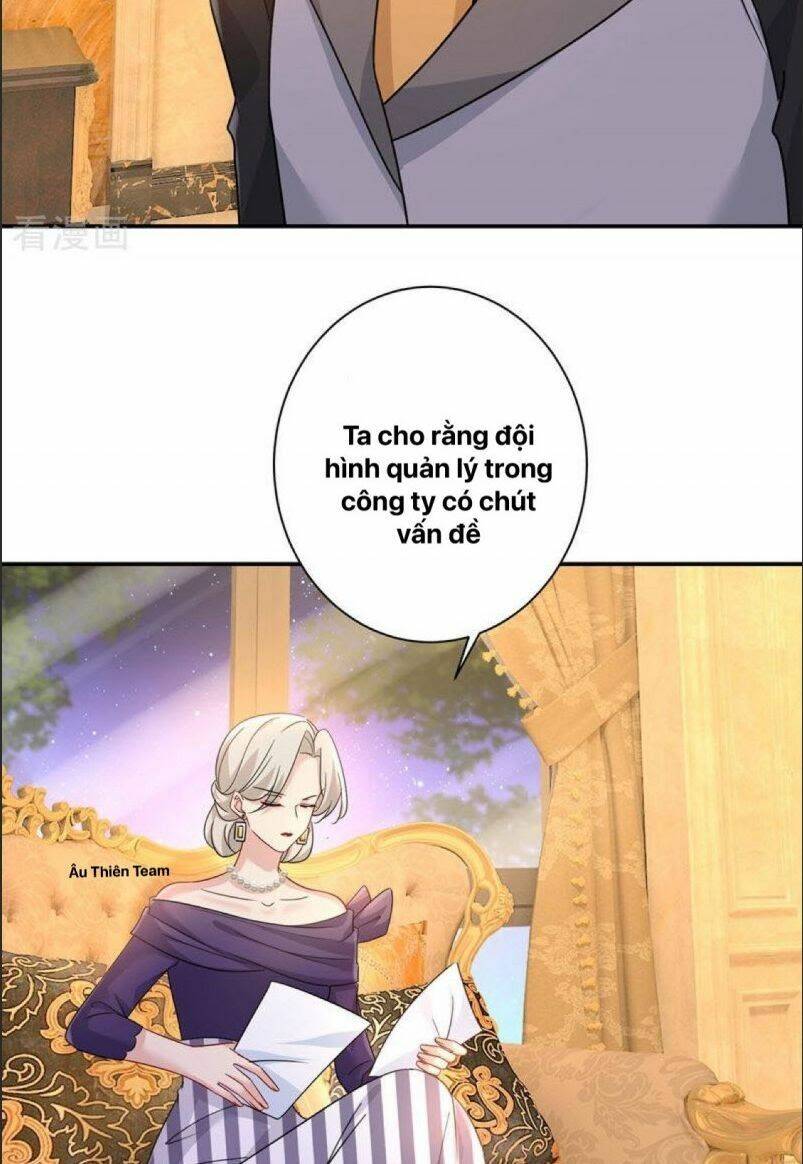 看漫画
Ta cho rằng đội
hình quản lý trong
công ty có chút
vấn đề
Âu Thiên Team